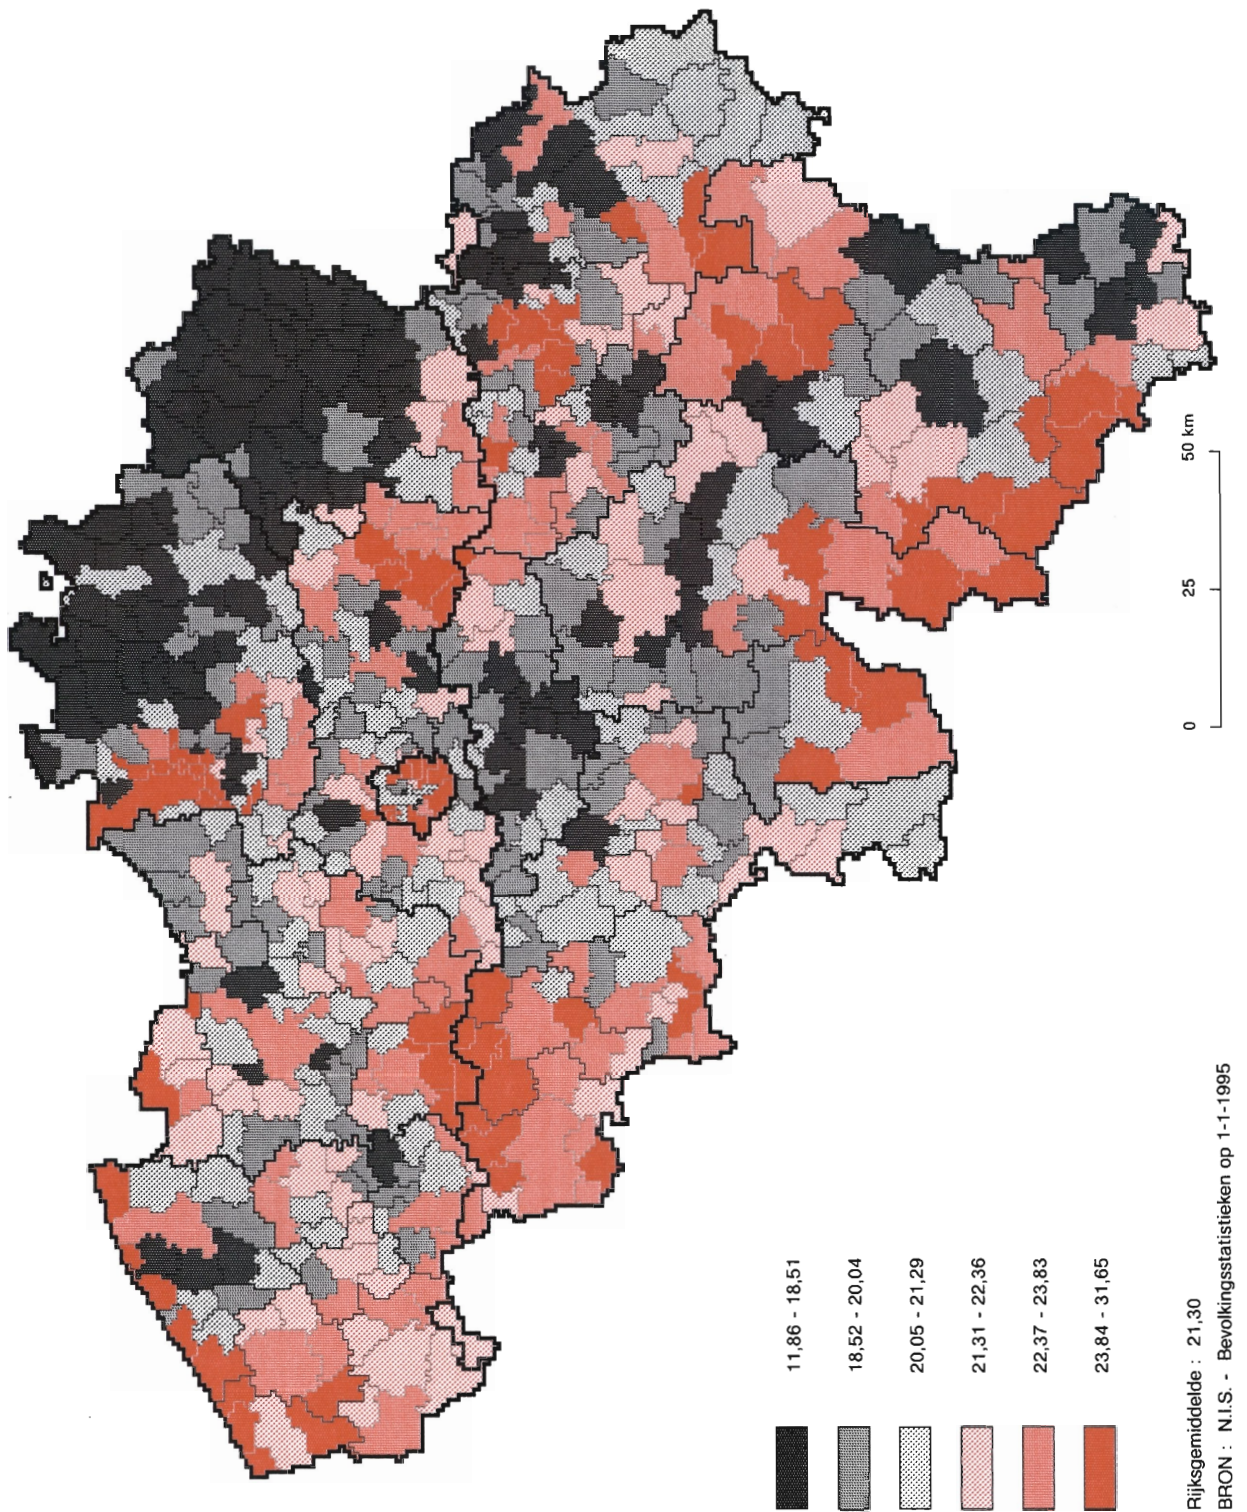 11,86 - 18,51
18,52 - 20,04
20,05 - 21,29
21,31 - 22,36
22,37 - 23,83
23,84 - 31,65
Rijksgemiddelde : 21,30
BRON : N.I.S. - Bevolkingsstatistieken op 1-1-1995
0 25 50 km